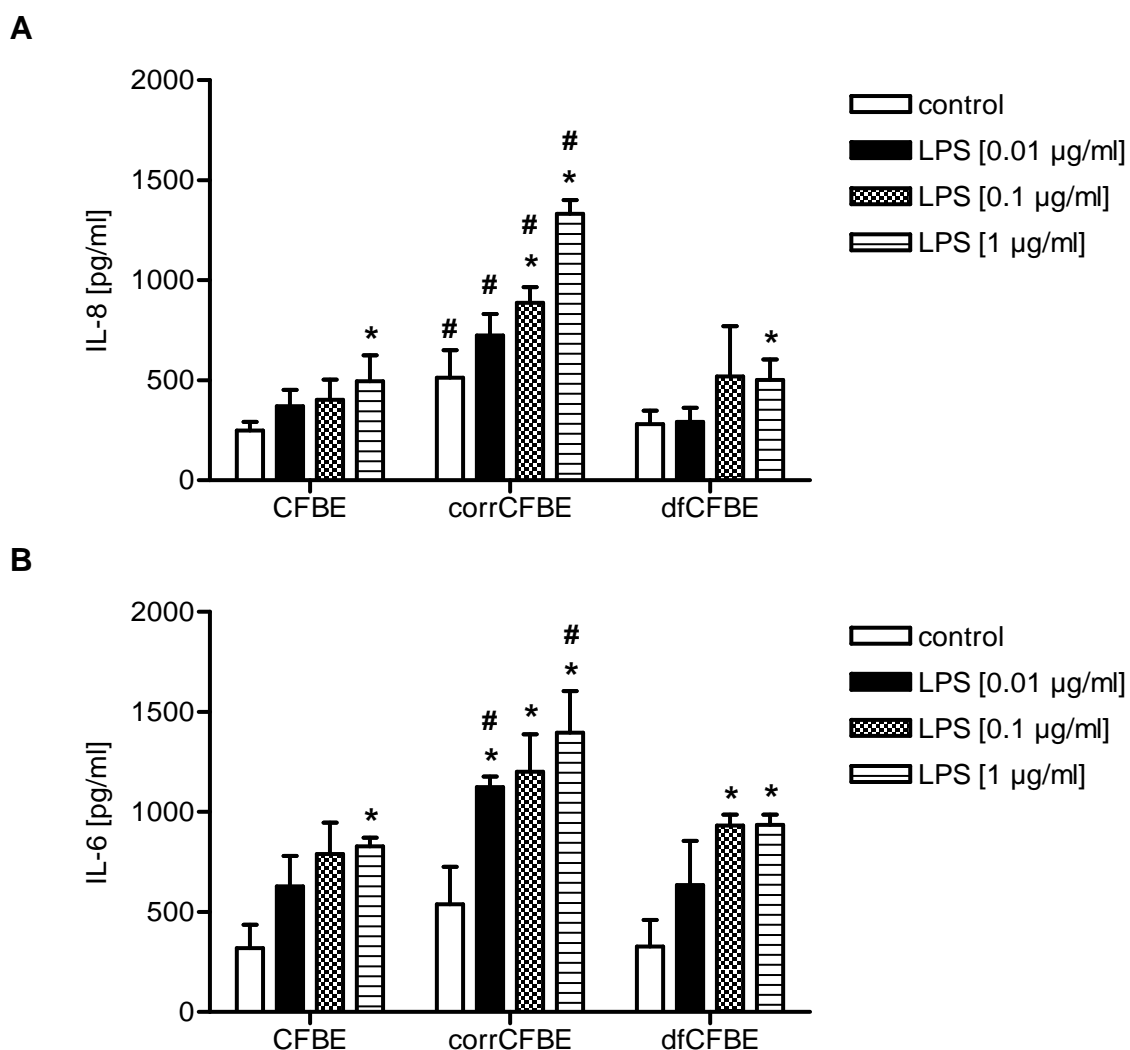 A
2000
1500
1000
500
0
IL-8 [pg/ml]
#
*
#
*
#
#
*
*
CFBE
corrCFBE
dfCFBE
control
LPS [0.01 µg/ml]
LPS [0.1 µg/ml]
LPS [1 µg/ml]
B
2000
1500
1000
500
0
IL-6 [pg/ml]
#
*
#
*
*
*
*
*
CFBE
corrCFBE
dfCFBE
control
LPS [0.01 µg/ml]
LPS [0.1 µg/ml]
LPS [1 µg/ml]